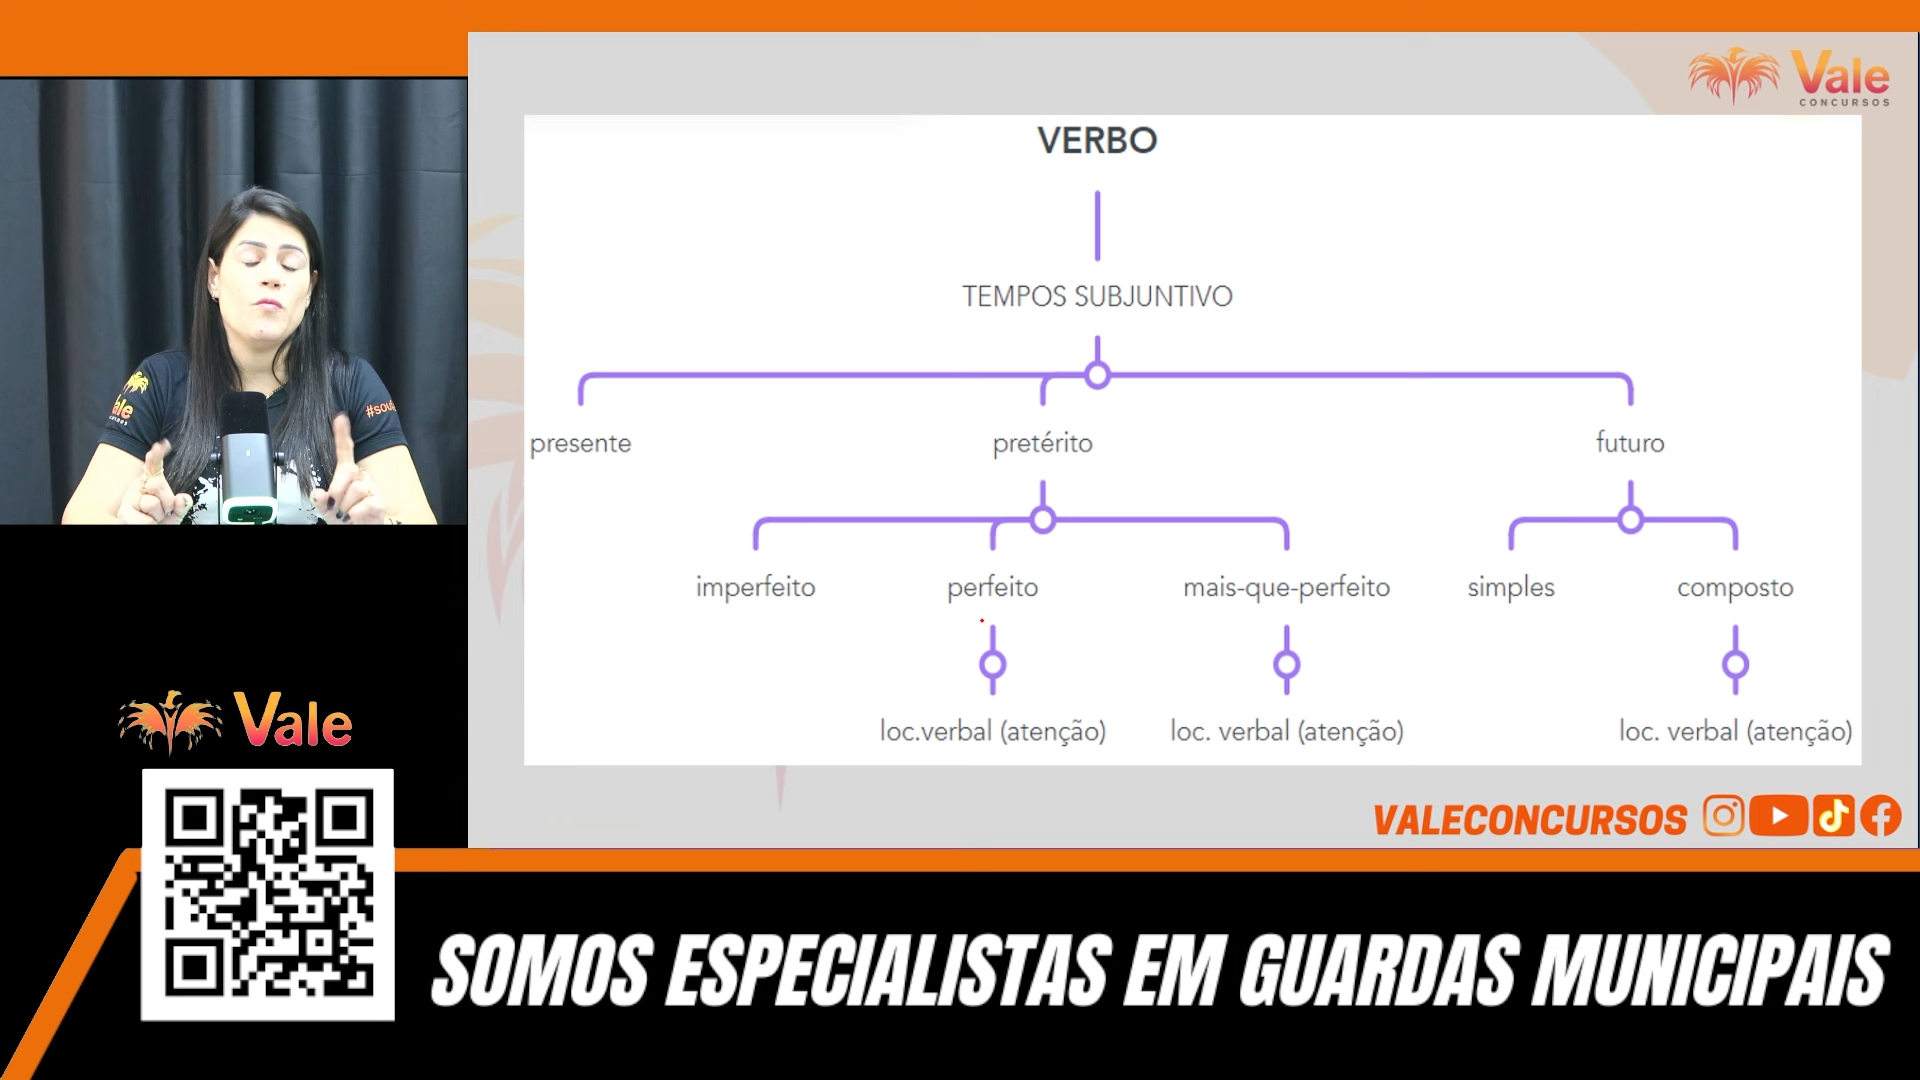 Vale
CONCURSOS
VERBO
TEMPOS SUBJUNTIVO
presente
pretérito
futuro
imperfeito
perfeito
mais-que-perfeito
simples
composto
loc.verbal (atenção)
loc. verbal (atenção)
loc. verbal (atenção)
#sou
Vale
VALECONCURSOS
SOMOS ESPECIALISTAS EM GUARDAS MUNICIPAIS